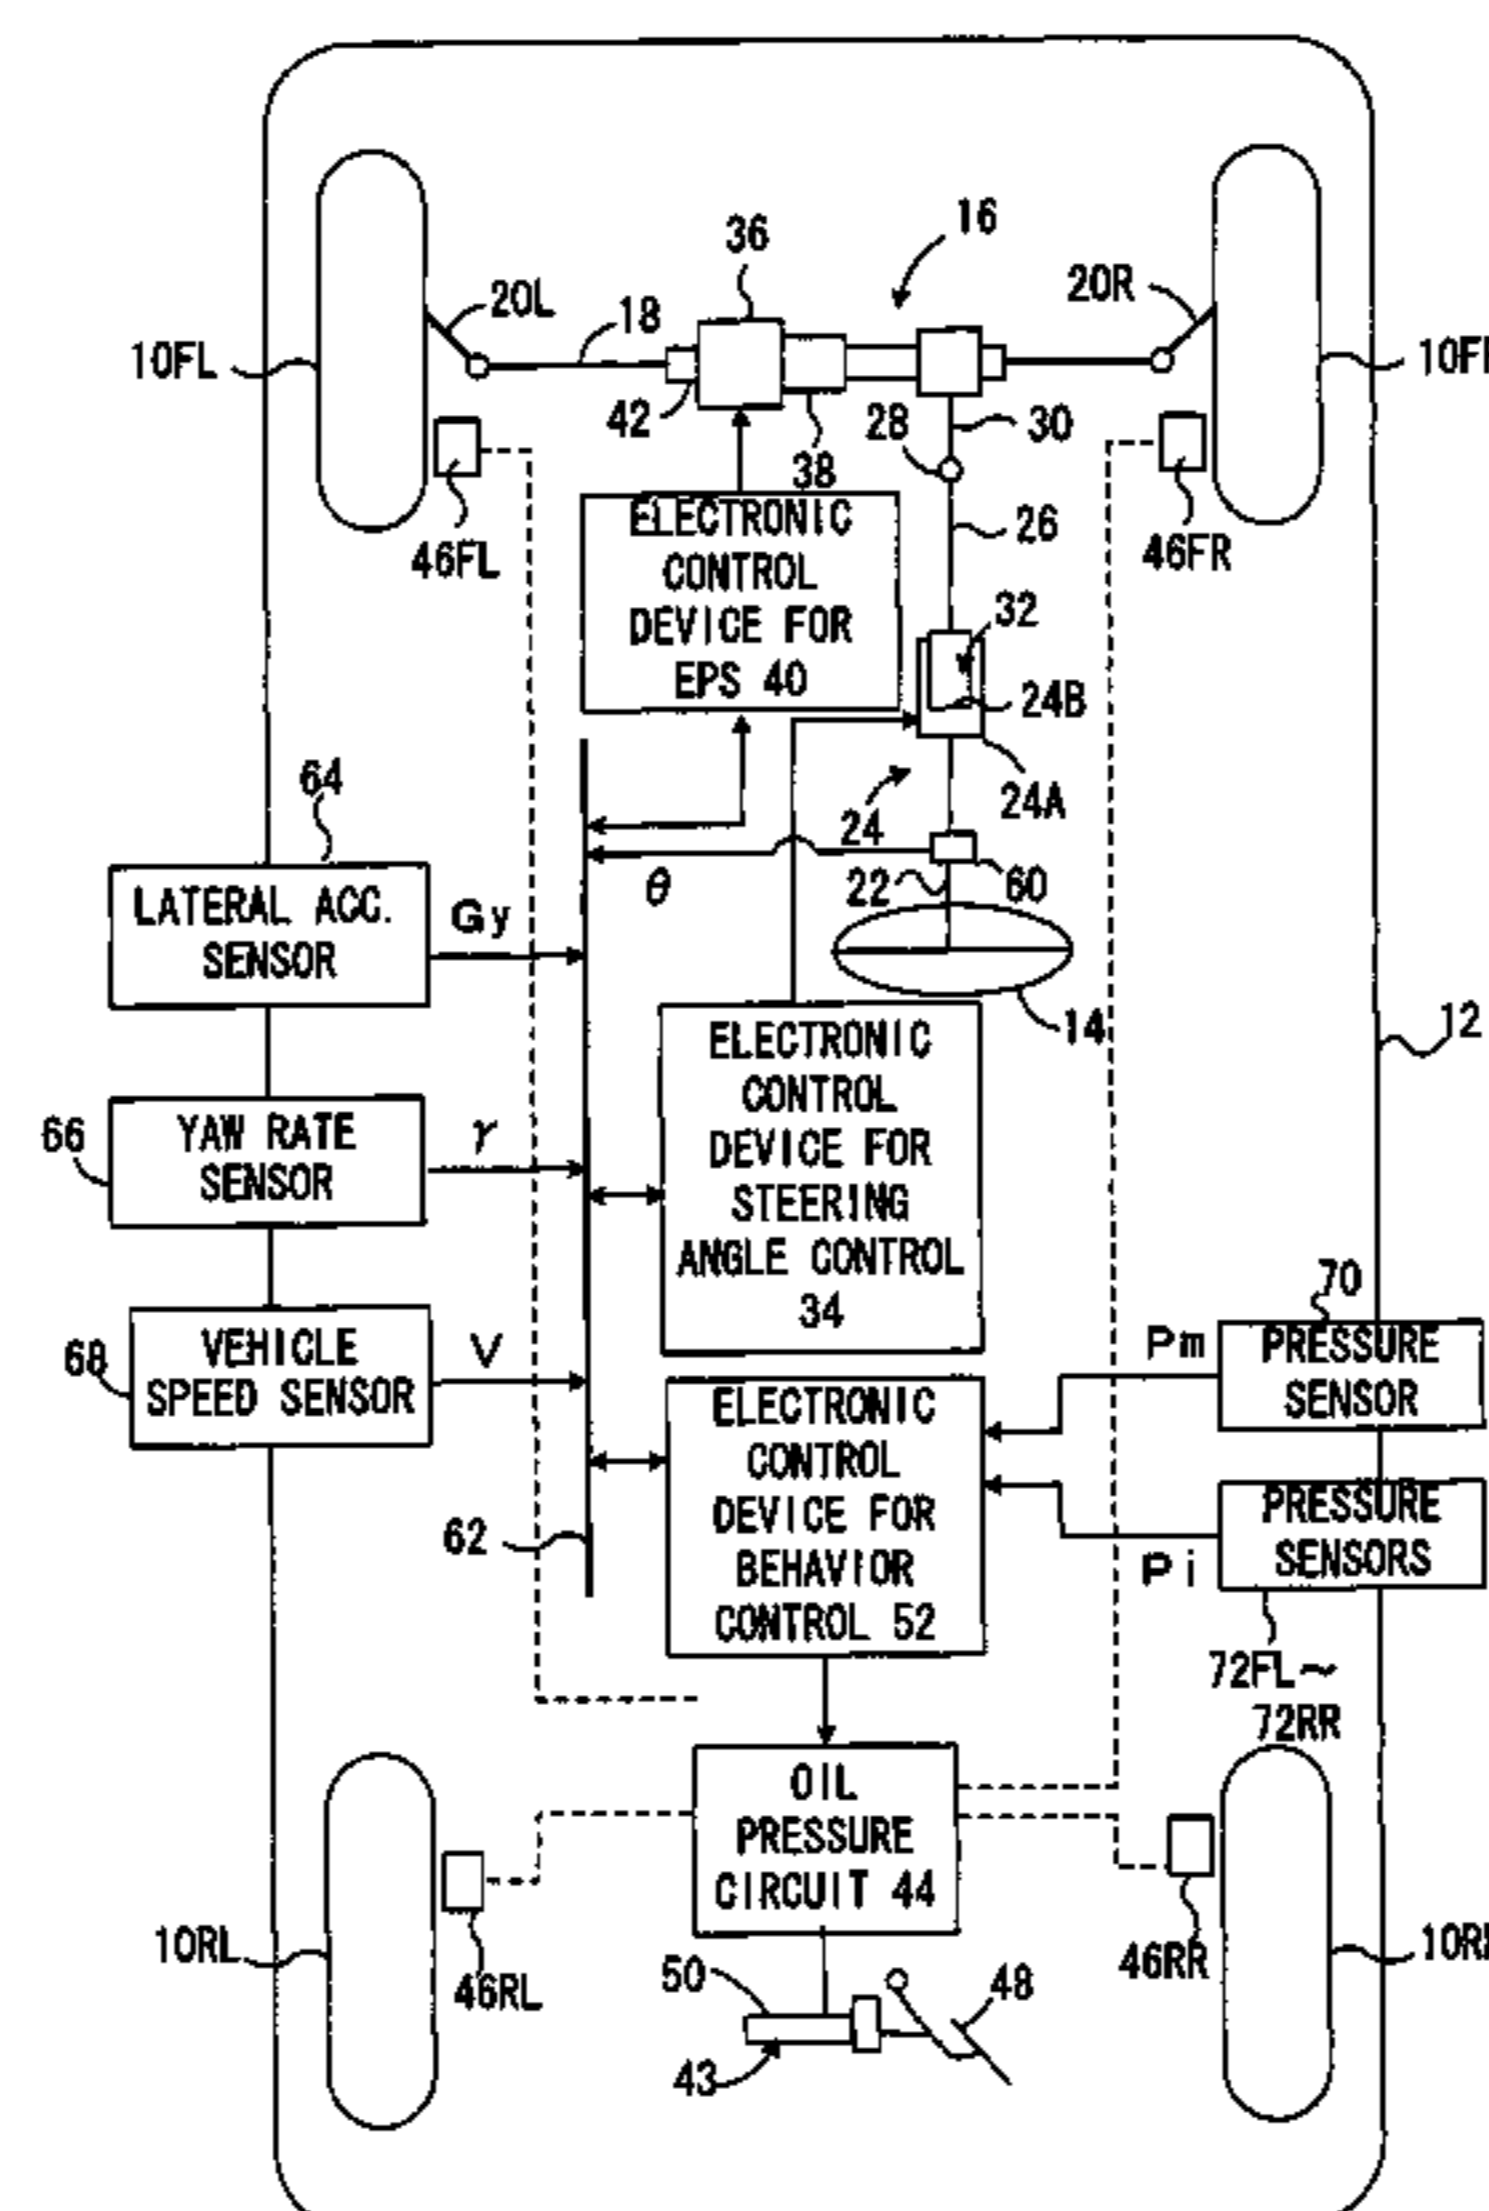 16
36
20L
18
20R
10FL
10F
42
38
28
30
46FL
26
46FR
ELECTRONIC
CONTROL
DEVICE FOR
EPS 40
32
24B
24A
24
64
θ
22
60
LATERAL ACC.
SENSOR
Gy
14
12
ELECTRONIC
CONTROL
DEVICE FOR
STEERING
ANGLE CONTROL
34
66
YAW RATE
SENSOR
γ
68
VEHICLE
SPEED SENSOR
V
70
Pm
PRESSURE
SENSOR
ELECTRONIC
CONTROL
DEVICE FOR
BEHAVIOR
CONTROL 52
62
Pi
PRESSURE
SENSORS
72FL~
72RR
OIL
PRESSURE
CIRCUIT 44
10RL
46RL
46RR
10R
50
48
43